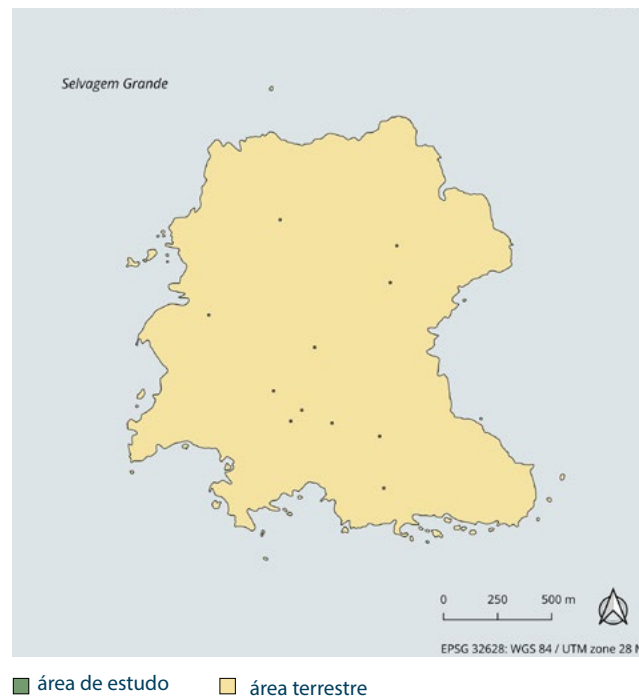 Selvagem Grande
0 250 500 m
EPSG 32628: WGS 84 / UTM zone 28 N
área de estudo área terrestre